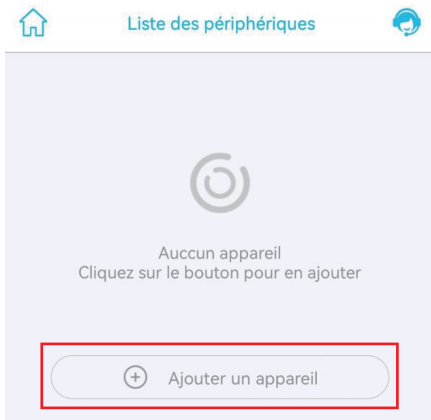 Liste des périphériques
Auccun appareil
Cliquez sur le bouton pour en ajouter
Ajouter un appareil